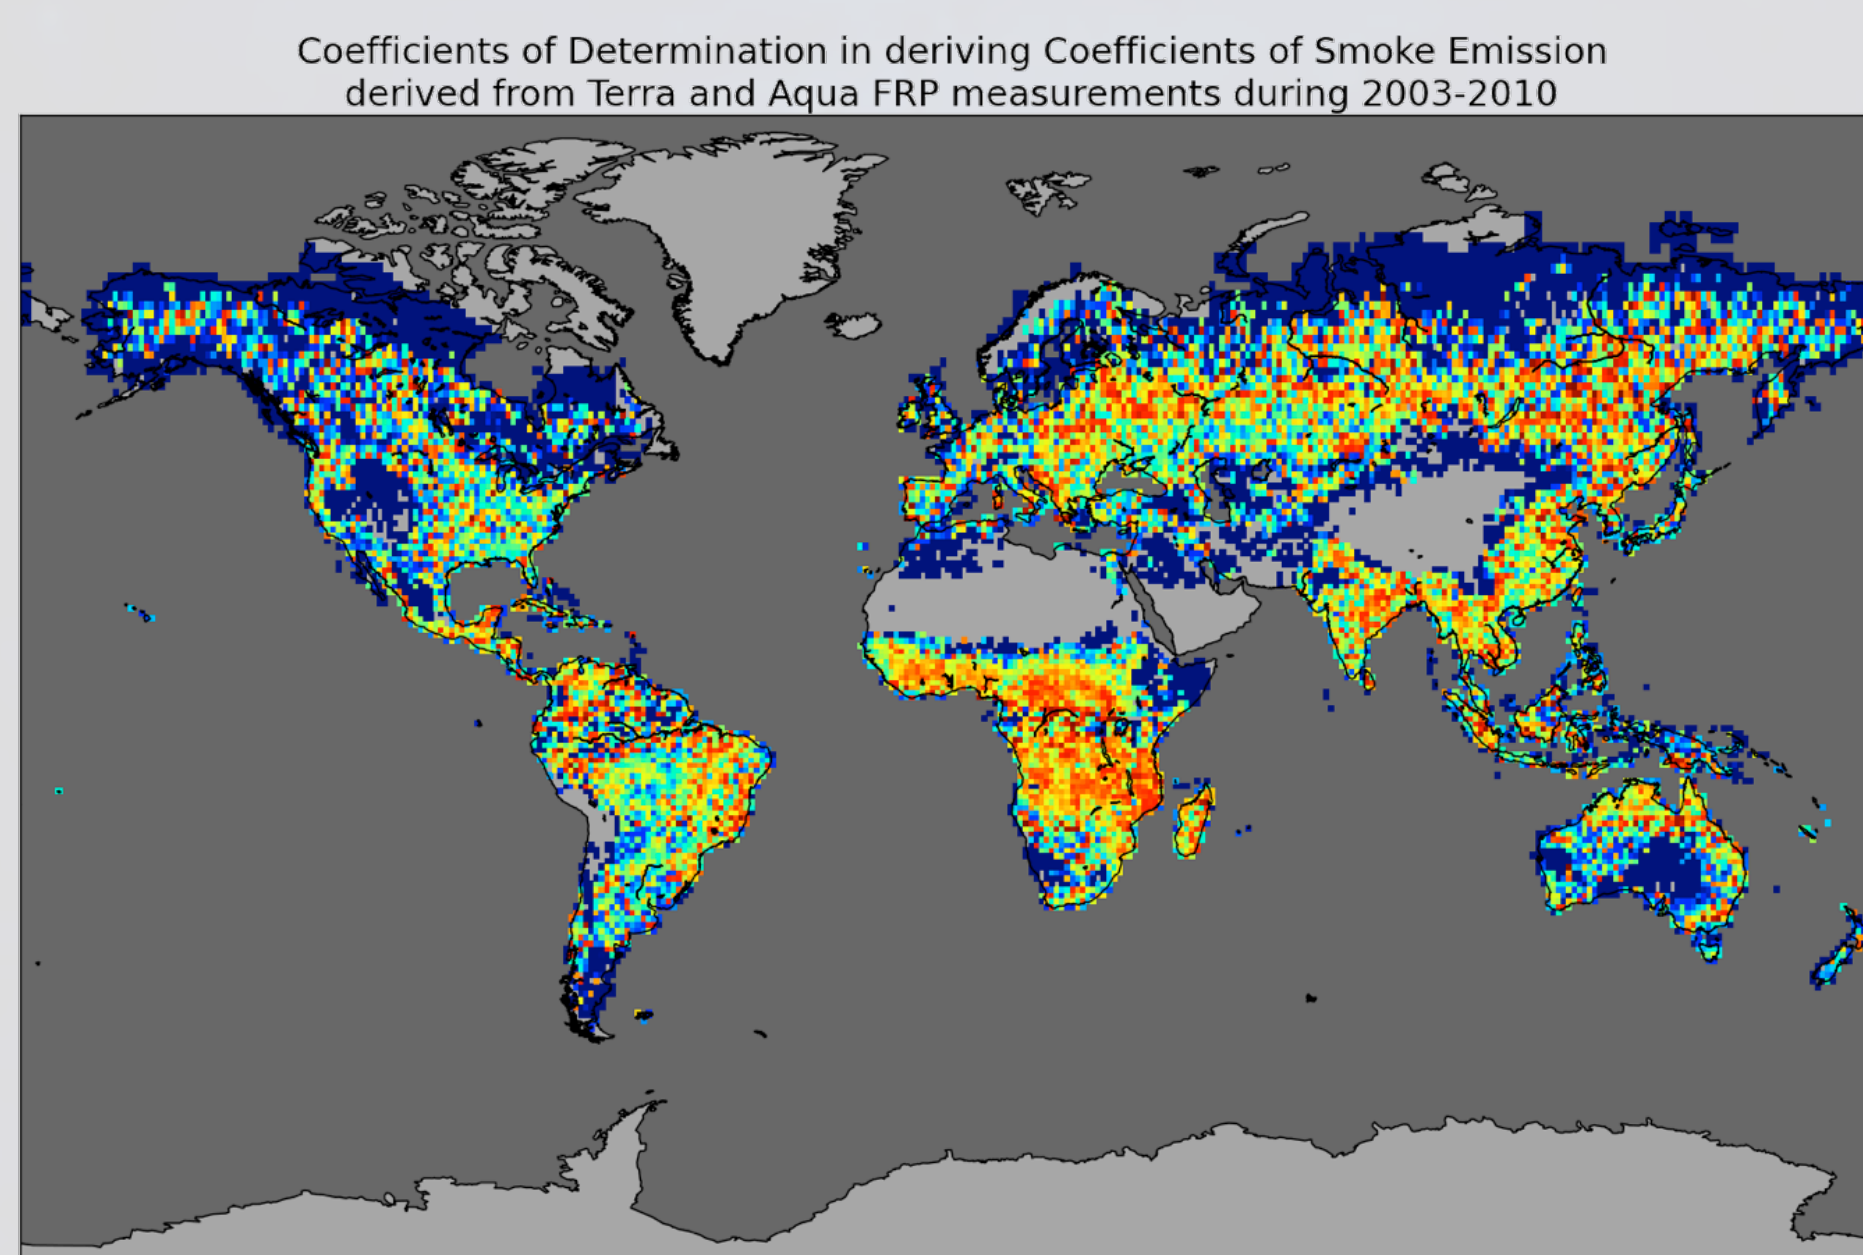 Coefficients of Determination in deriving Coefficients of Smoke Emission
derived from Terra and Aqua FRP measurements during 2003-2010